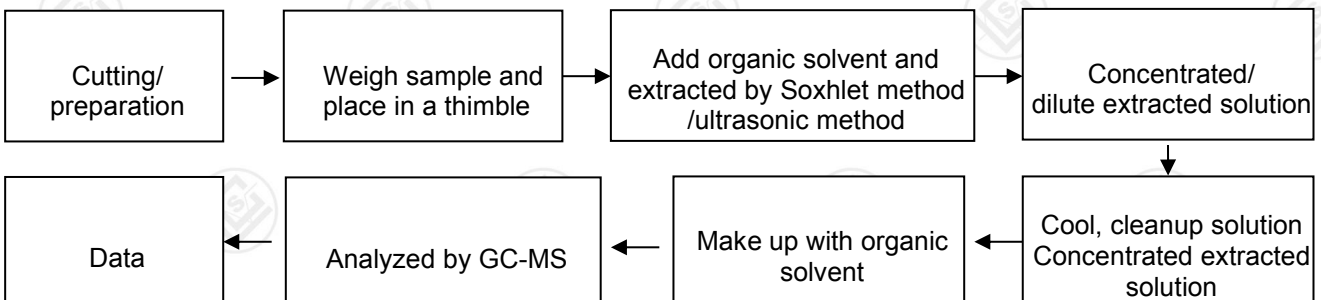 Cutting/
preparation
Weigh sample and
place in a thimble
Add organic solvent and
extracted by Soxhlet method
/ultrasonic method
Concentrated/
dilute extracted solution
Cool, cleanup solution
Concentrated extracted
solution
Make up with organic
solvent
Analyzed by GC-MS
Data